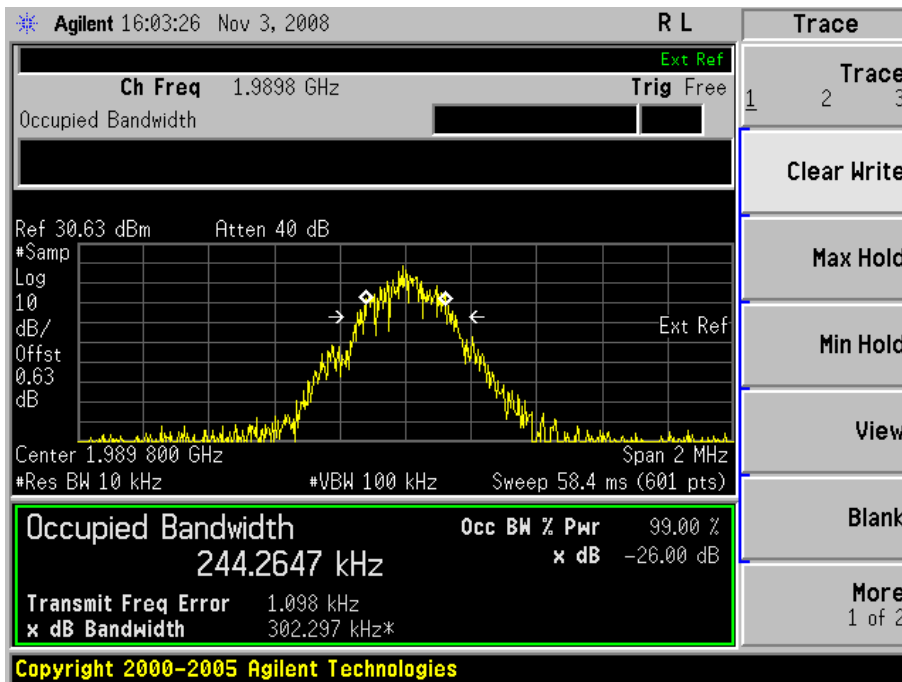 Agilent 16:03:26 Nov 3, 2008 R L
Trace
Ext Ref
Ch Freq 1.9898 GHz Trig Free
Occupied Bandwidth
Trace
1 2 3
Clear Write
Max Hold
Min Hold
View
Blank
More
1 of 2
Ref 30.63 dBm Atten 40 dB
#Samp
Log
10
dB/
Offst
0.63
dB
Ext Ref
Center 1.989 800 GHz Span 2 MHz
#Res BW 10 kHz #VBW 100 kHz Sweep 58.4 ms (601 pts)
Occupied Bandwidth Occ BW % Pwr 99.00 %
244.2647 kHz x dB -26.00 dB
Transmit Freq Error 1.098 kHz
x dB Bandwidth 302.297 kHz*
Copyright 2000-2005 Agilent Technologies